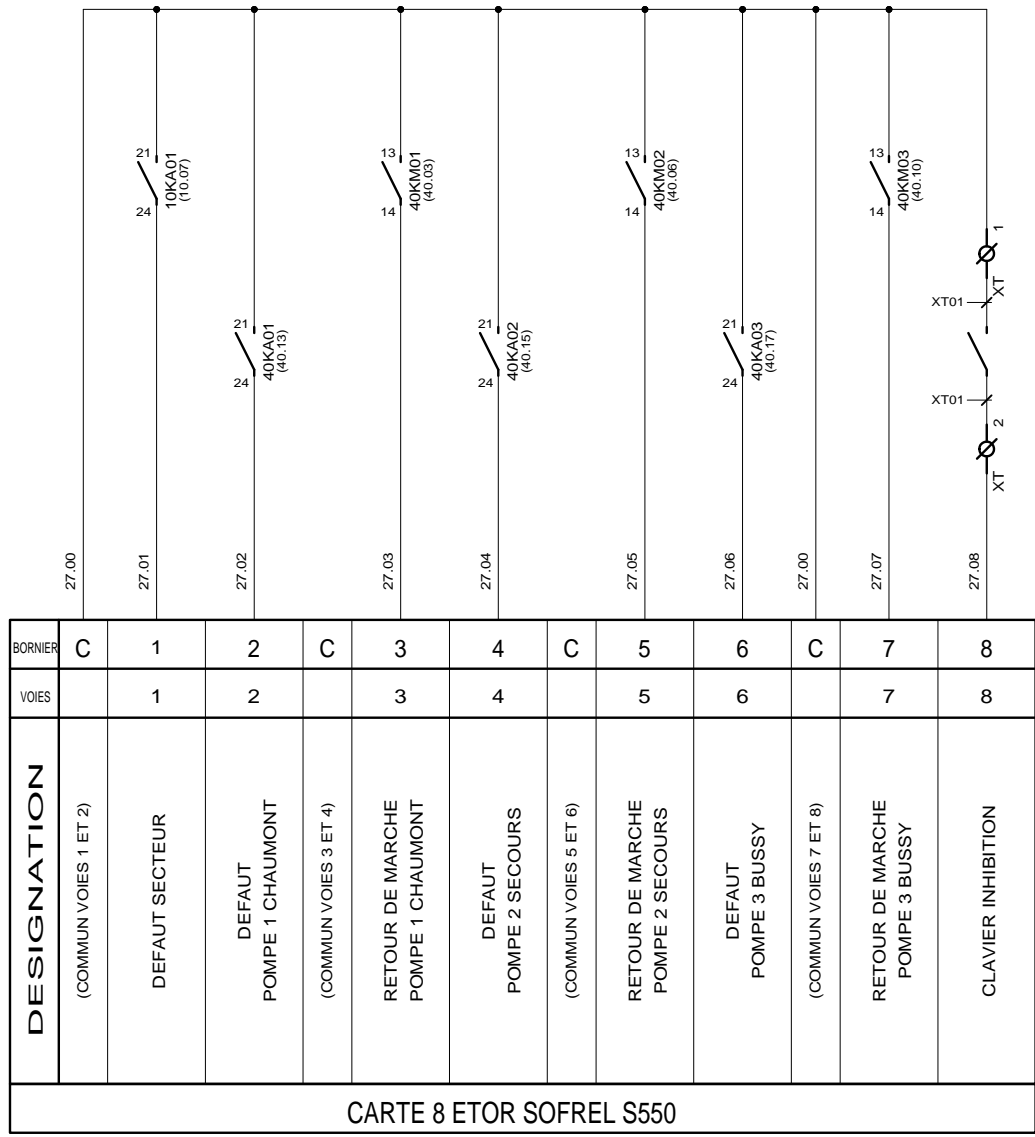 21
10KA01
(10.07)
24
13
40KM01
(40.03)
14
13
40KM02
(40.06)
14
13
40KM03
(40.10)
14
1
XT
XT01
21
40KA01
(40.13)
24
21
40KA02
(40.15)
24
21
40KA03
(40.17)
24
XT01
2
XT
27.00
27.01
27.02
27.03
27.04
27.05
27.06
27.00
27.07
27.08
BORNIER C 1 2 C 3 4 C 5 6 C 7 8
VOIES 1 2 3 4 5 6 7 8
DESIGNATION
(COMMUN VOIES 1 ET 2)
DEFAUT SECTEUR
DEFAUT
POMPE 1 CHAUMONT
(COMMUN VOIES 3 ET 4)
RETOUR DE MARCHE
POMPE 1 CHAUMONT
DEFAUT
POMPE 2 SECOURS
(COMMUN VOIES 5 ET 6)
RETOUR DE MARCHE
POMPE 2 SECOURS
DEFAUT
POMPE 3 BUSSY
(COMMUN VOIES 7 ET 8)
RETOUR DE MARCHE
POMPE 3 BUSSY
CLAVIER INHIBITION
CARTE 8 ETOR SOFREL S550